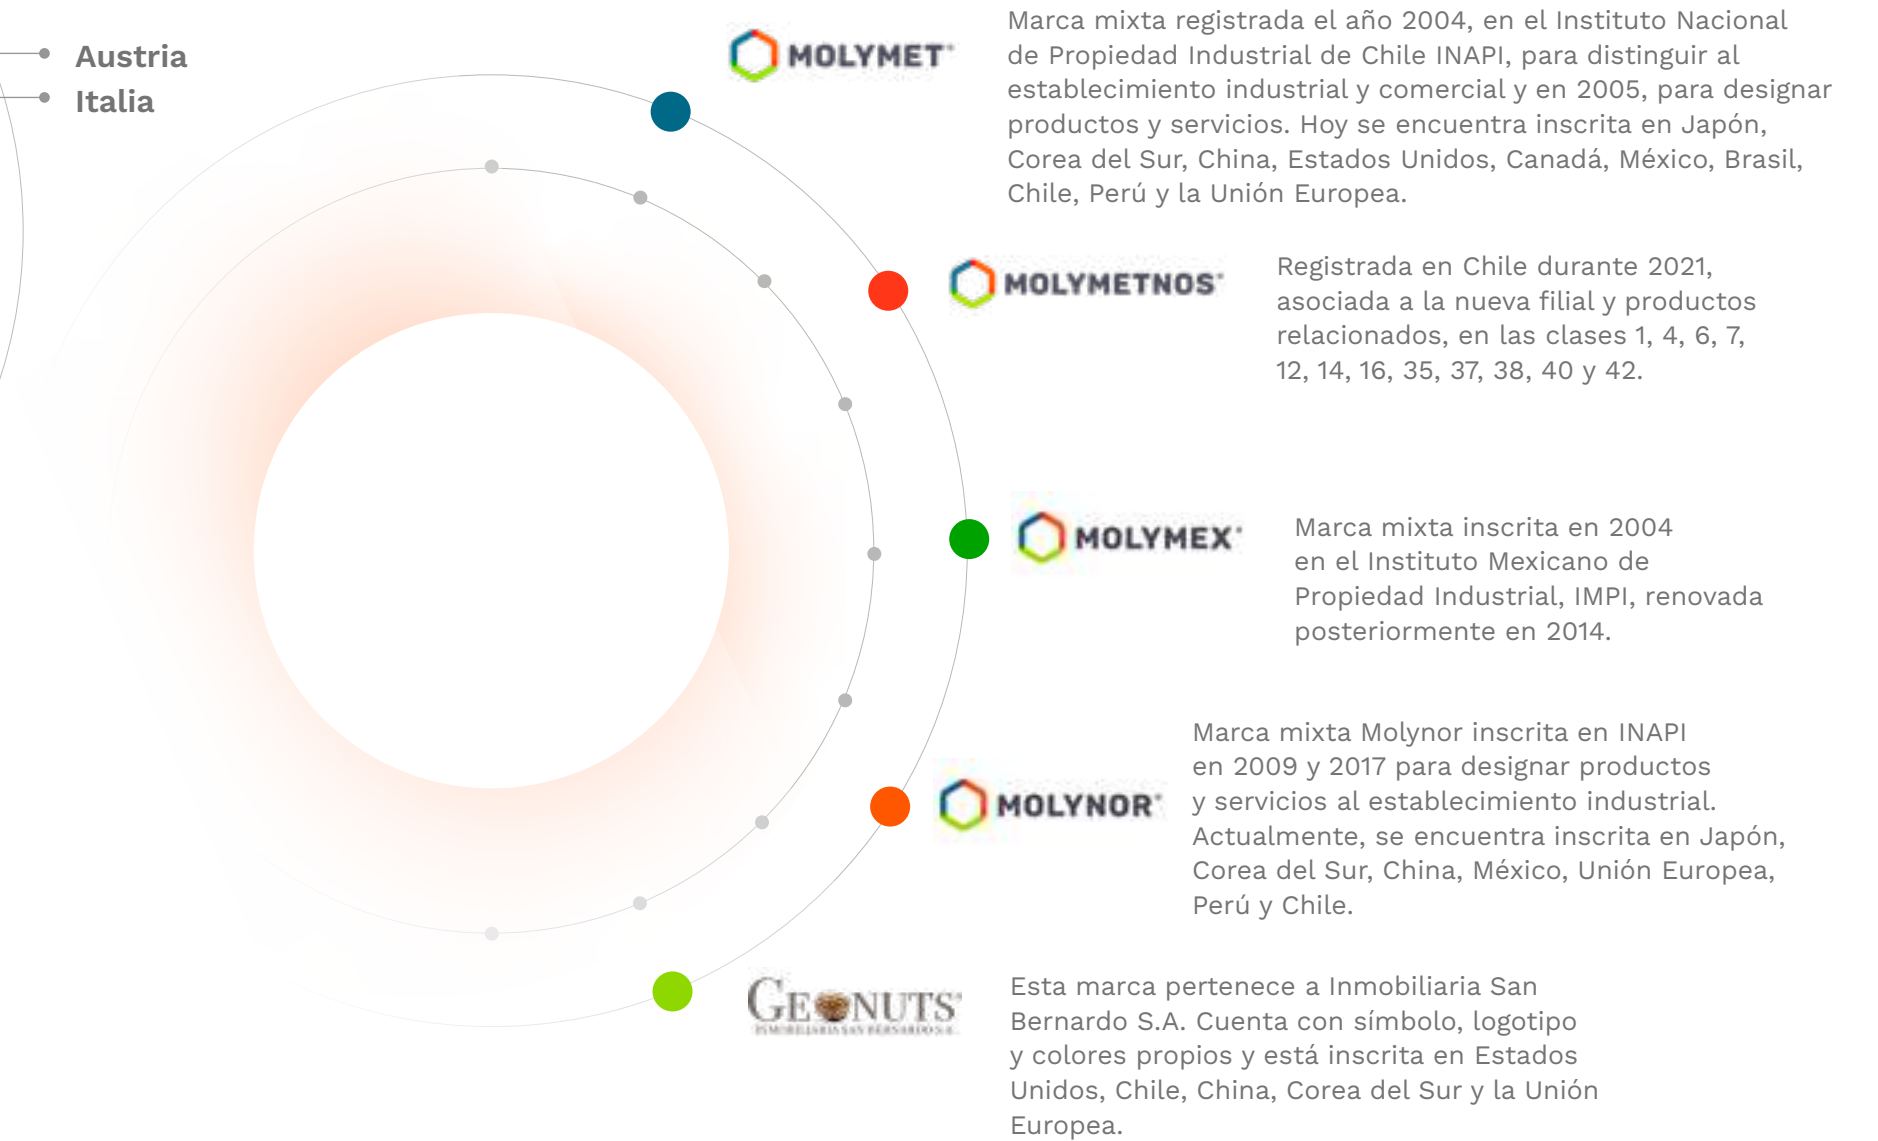 Austria
Italia
MOLYMET
Marca mixta registrada el año 2004, en el Instituto Nacional
de Propiedad Industrial de Chile INAPI, para distinguir al
establecimiento industrial y comercial y en 2005, para designar
productos y servicios. Hoy se encuentra inscrita en Japón,
Corea del Sur, China, Estados Unidos, Canadá, México, Brasil,
Chile, Perú y la Unión Europea.
MOLYMETNOS
Registrada en Chile durante 2021,
asociada a la nueva filial y productos
relacionados, en las clases 1, 4, 6, 7,
12, 14, 16, 35, 37, 38, 40 y 42.
MOLYMEX
Marca mixta inscrita en 2004
en el Instituto Mexicano de
Propiedad Industrial, IMPI, renovada
posteriormente en 2014.
MOLYNOR
Marca mixta Molynor inscrita en INAPI
en 2009 y 2017 para designar productos
y servicios al establecimiento industrial.
Actualmente, se encuentra inscrita en Japón,
Corea del Sur, China, México, Unión Europea,
Perú y Chile.
GEONUTS
INMOBILIARIA SAN BERNARDO S.A.
Esta marca pertenece a Inmobiliaria San
Bernardo S.A. Cuenta con símbolo, logotipo
y colores propios y está inscrita en Estados
Unidos, Chile, China, Corea del Sur y la Unión
Europea.